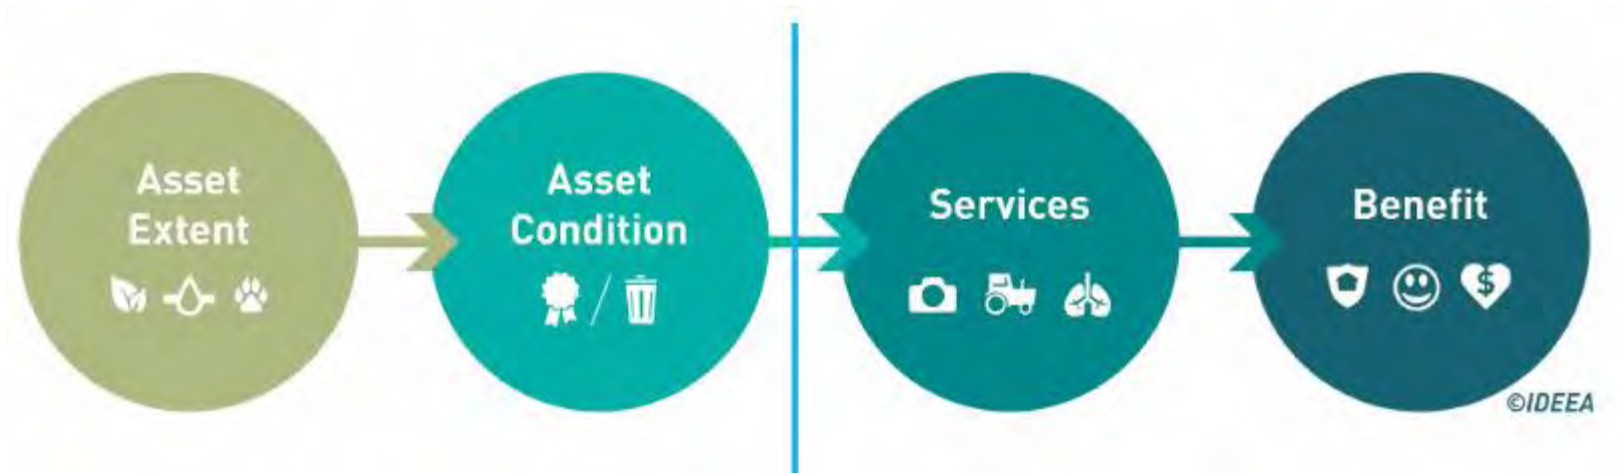 Asset
Extent
Asset
Condition
Services
Benefit
$
©IDEEA